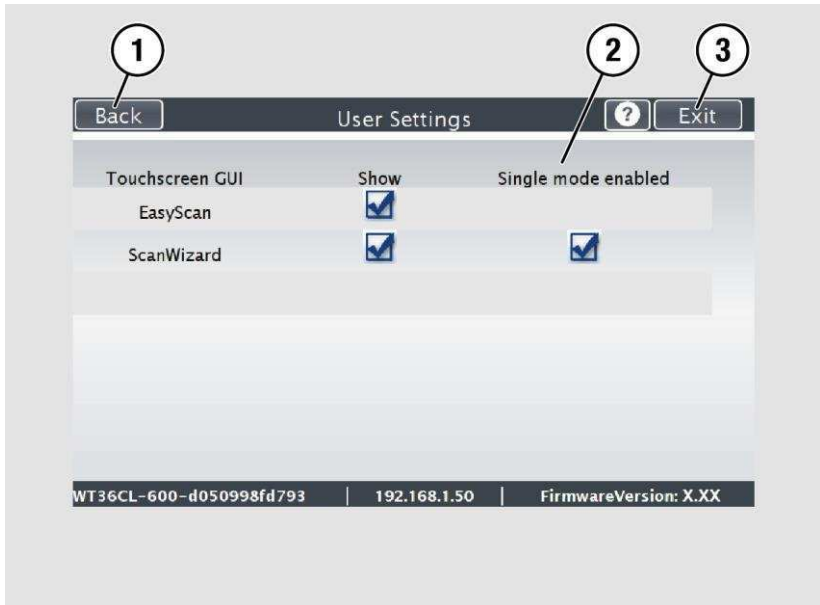 1 2 3
Back User Settings ? Exit
Touchscreen GUI Show Single mode enabled
EasyScan
ScanWizard
WT36CL-600-d050998fd793 | 192.168.1.50 | FirmwareVersion: X.XX